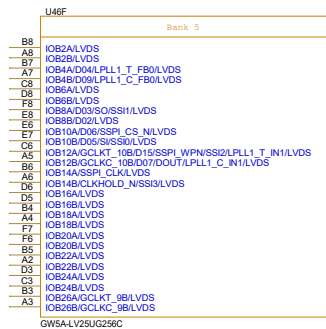 U46F
Bank 5
B8 IOB2A/LVDS
A8 IOB2B/LVDS
B7 IOB4A/D04/LPLL1_T_FB0/LVDS
A7 IOB4B/D09/LPLL1_C_FB0/LVDS
C8 IOB6A/LVDS
D8 IOB6B/LVDS
F8 IOB8A/D03/SO/SSI1/LVDS
E8 IOB8B/D02/LVDS
E6 IOB10A/D06/SSPI_CS_N/LVDS
E7 IOB10B/D05/SI/SSI0/LVDS
C6 IOB12A/GCLKT_10B/D15/SSPI_WPN/SSI2/LPLL1_T_IN1/LVDS
A5 IOB12B/GCLKC_10B/D07/DOUT/LPLL1_C_IN1/LVDS
B6 IOB14A/SSPI_CLK/LVDS
A6 IOB14B/CLKHOLD_N/SSI3/LVDS
D6 IOB16A/LVDS
D5 IOB16B/LVDS
B4 IOB18A/LVDS
A4 IOB18B/LVDS
F7 IOB20A/LVDS
F6 IOB20B/LVDS
B5 IOB22A/LVDS
A2 IOB22B/LVDS
D3 IOB24A/LVDS
C3 IOB24B/LVDS
B3 IOB26A/GCLKT_9B/LVDS
A3 IOB26B/GCLKC_9B/LVDS
GW5A-LV25UG256C